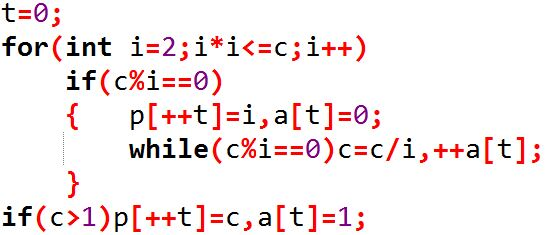 t=0;
for(int i=2;i*i<=c;i++)
    if(c%i==0)
    {   p[++t]=i,a[t]=0;
        while(c%i==0)c=c/i,++a[t];
    }
if(c>1)p[++t]=c,a[t]=1;